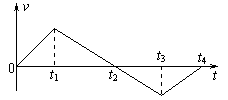 v
t₃ t₄
0 t₁ t₂ t